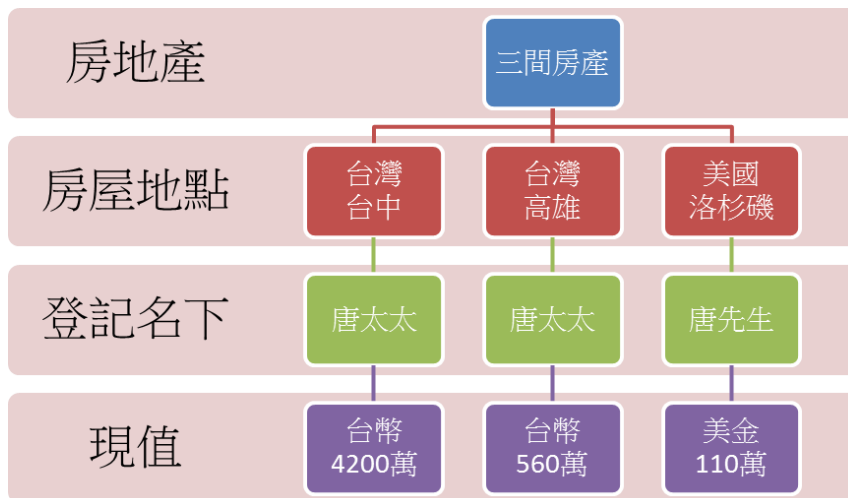 房地產
三間房產
房屋地點
台灣
台中
台灣
高雄
美國
洛杉磯
登記名下
唐太太
唐太太
唐先生
現值
台幣
4200萬
台幣
560萬
美金
110萬